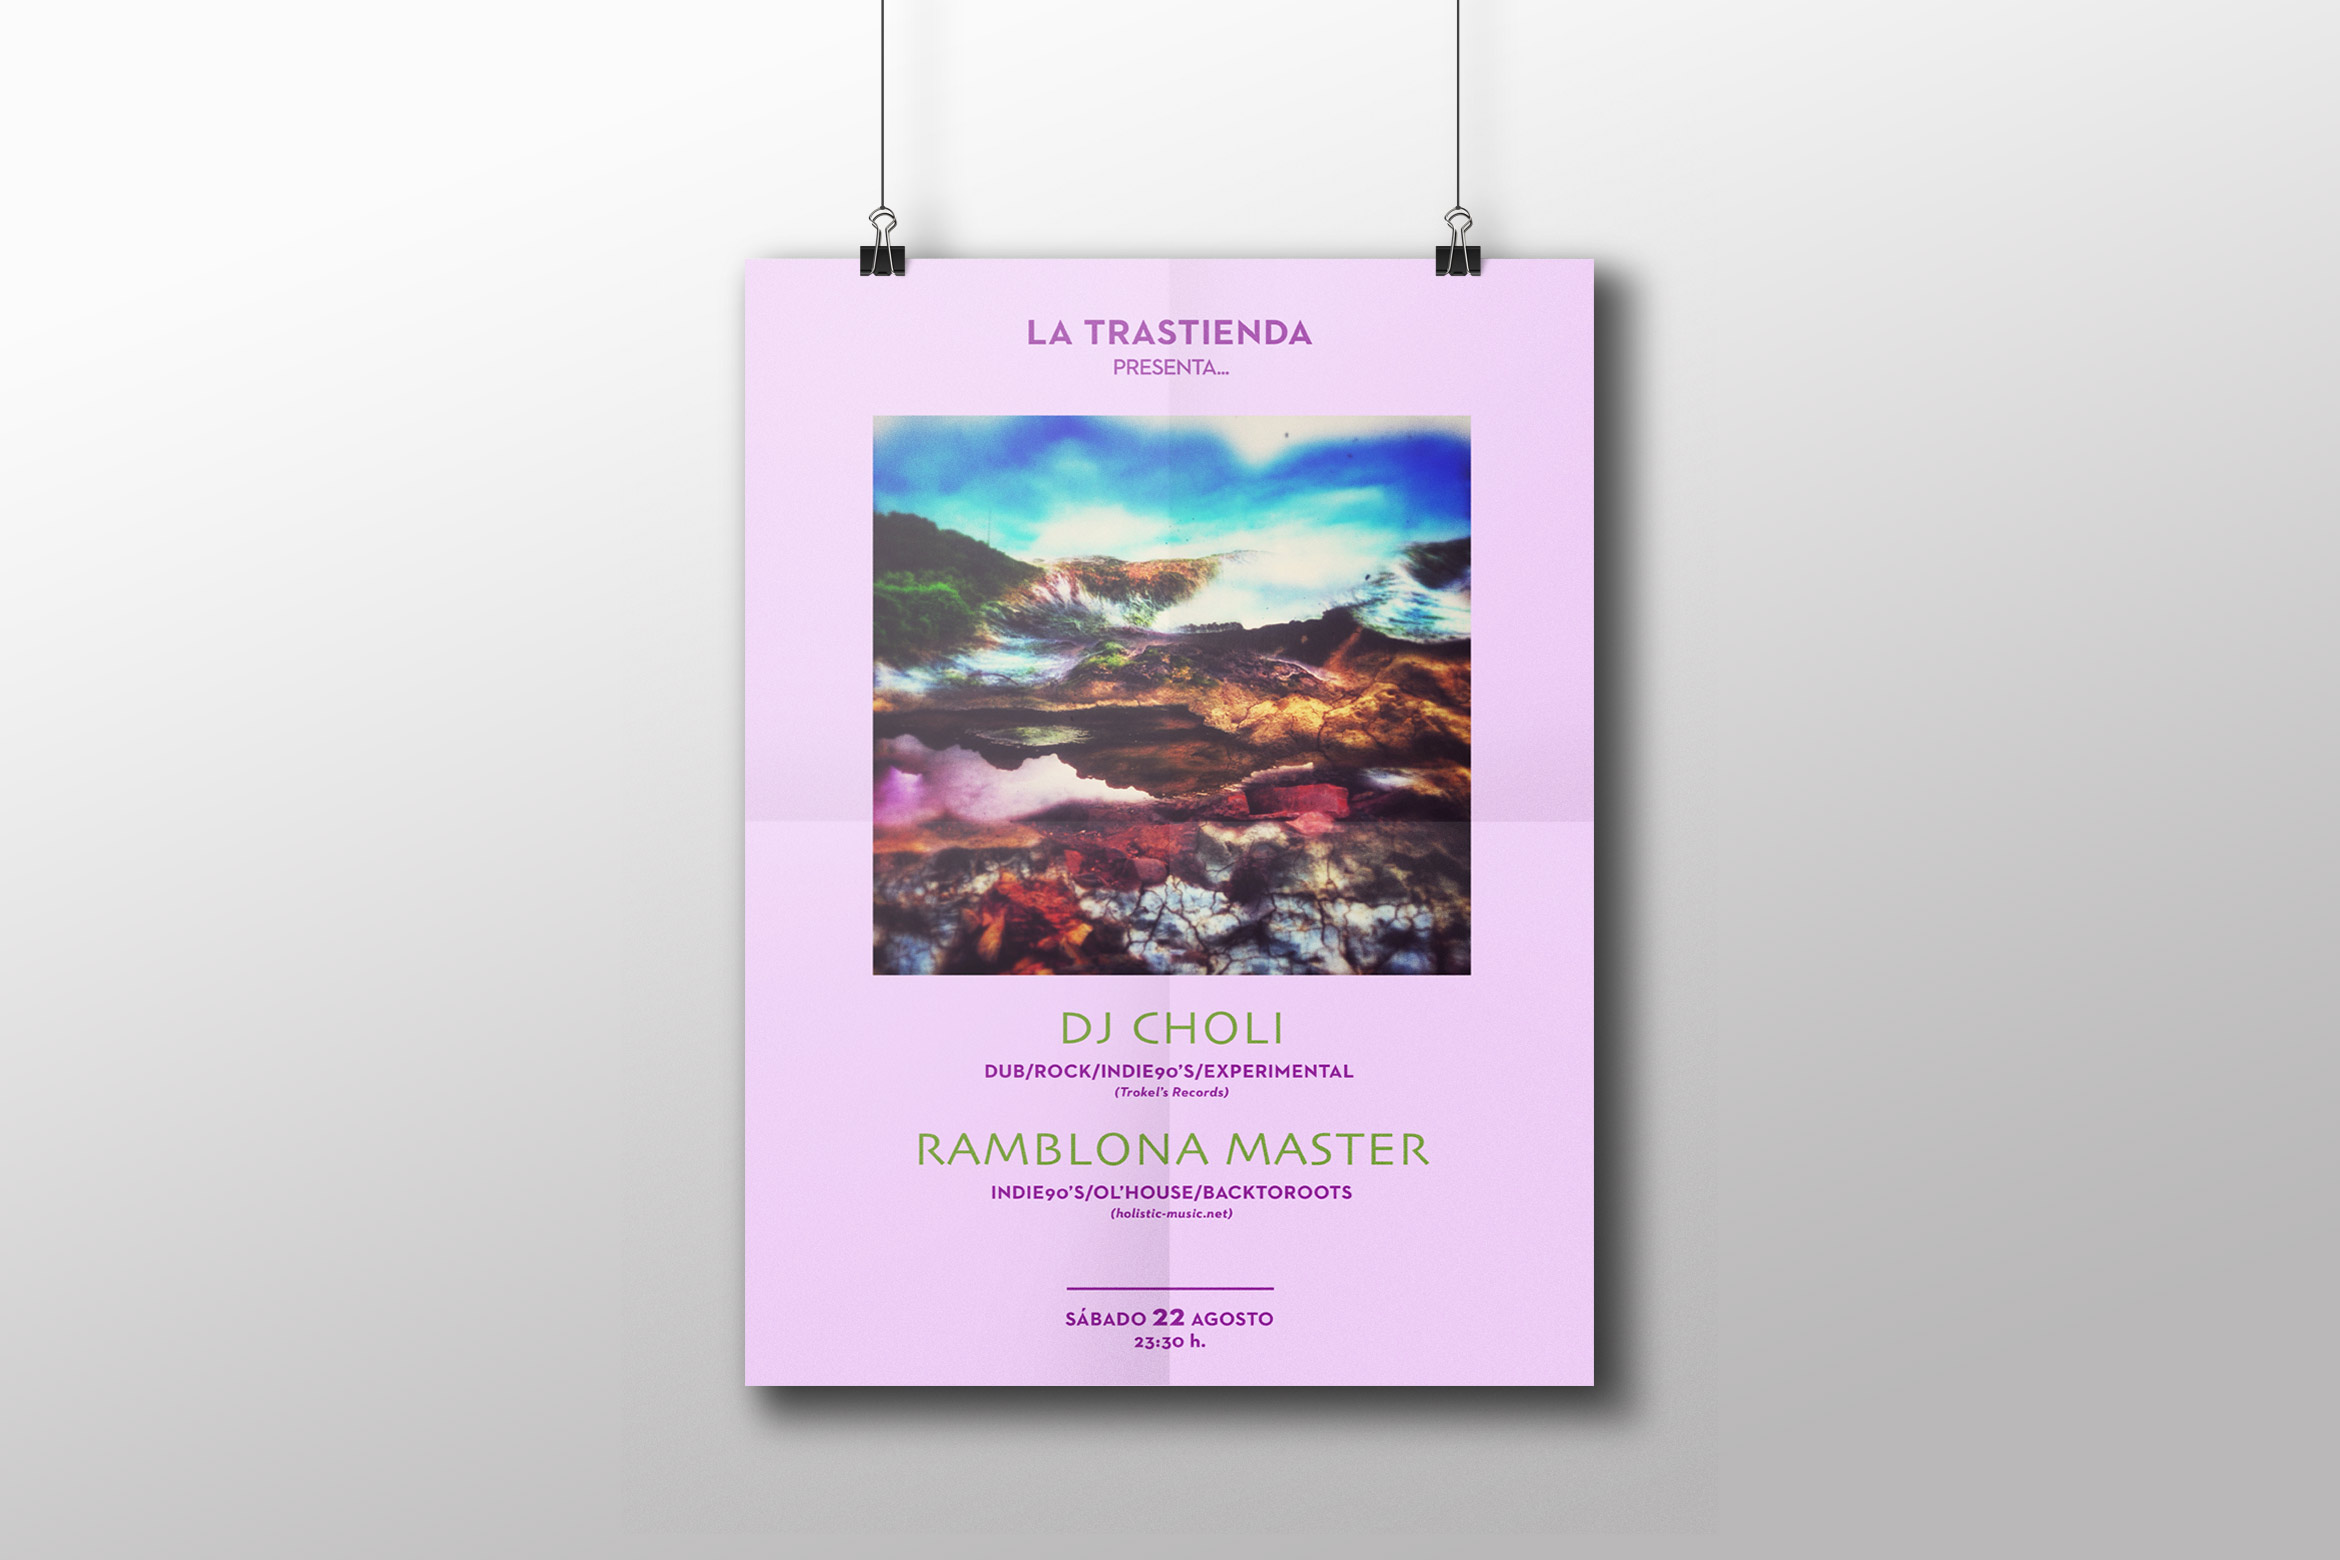 LA TRASTIENDA
PRESENTA...
DJ CHOLI
DUB/ROCK/INDIE90'S/EXPERIMENTAL
(Trokel's Records)
RAMBLONA MASTER
INDIE90'S/OL'HOUSE/BACKTOROOTS
(holistic-music.net)
SÁBADO 22 AGOSTO
23:30 h.